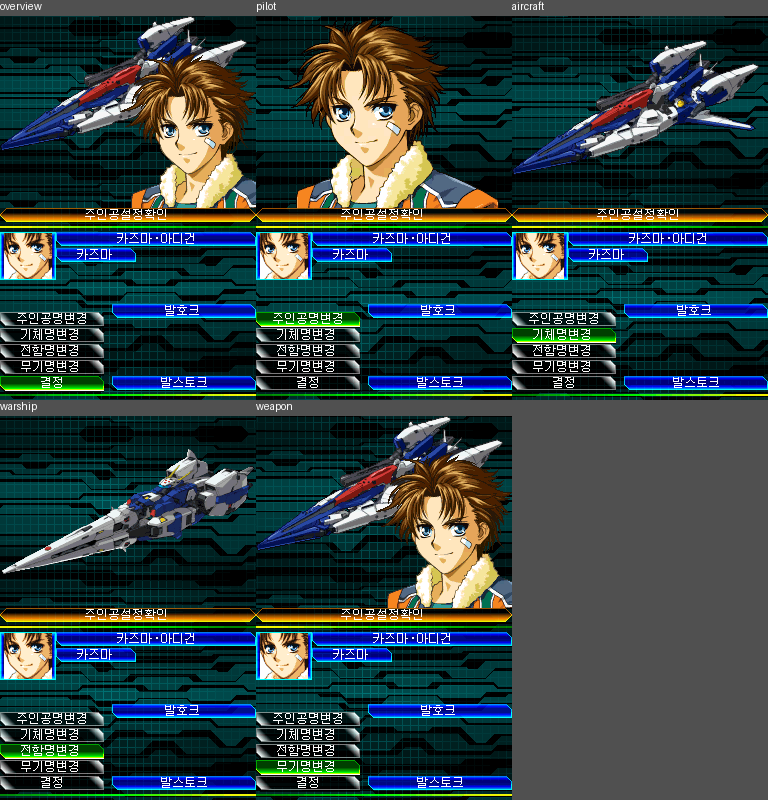 overview
주인공설정확인
카즈마·아디건
카즈마
발호크
주인공명변경
기체명변경
전함명변경
무기명변경
결정
발스토크
pilot
주인공설정확인
카즈마·아디건
카즈마
발호크
주인공명변경
기체명변경
전함명변경
무기명변경
결정
발스토크
aircraft
주인공설정확인
카즈마·아디건
카즈마
발호크
주인공명변경
기체명변경
전함명변경
무기명변경
결정
발스토크
warship
주인공설정확인
카즈마·아디건
카즈마
발호크
주인공명변경
기체명변경
전함명변경
무기명변경
결정
발스토크
weapon
주인공설정확인
카즈마·아디건
카즈마
발호크
주인공명변경
기체명변경
전함명변경
무기명변경
결정
발스토크